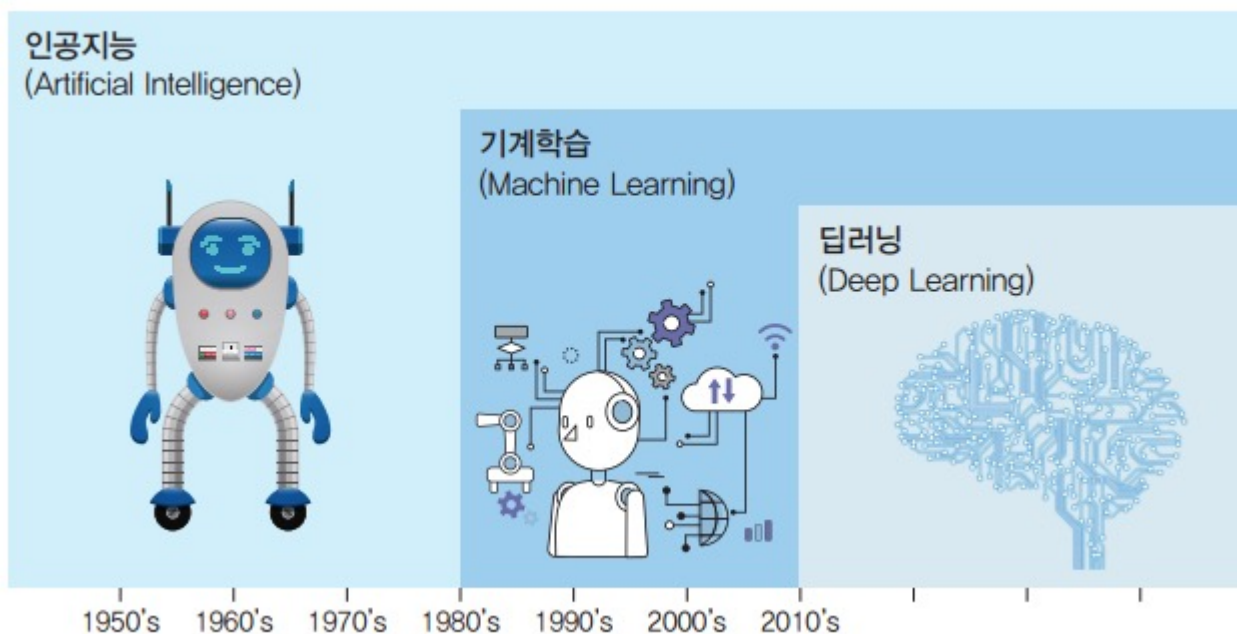 인공지능
(Artificial Intelligence)
기계학습
(Machine Learning)
딥러닝
(Deep Learning)
1950's 1960's 1970's 1980's 1990's 2000's 2010's